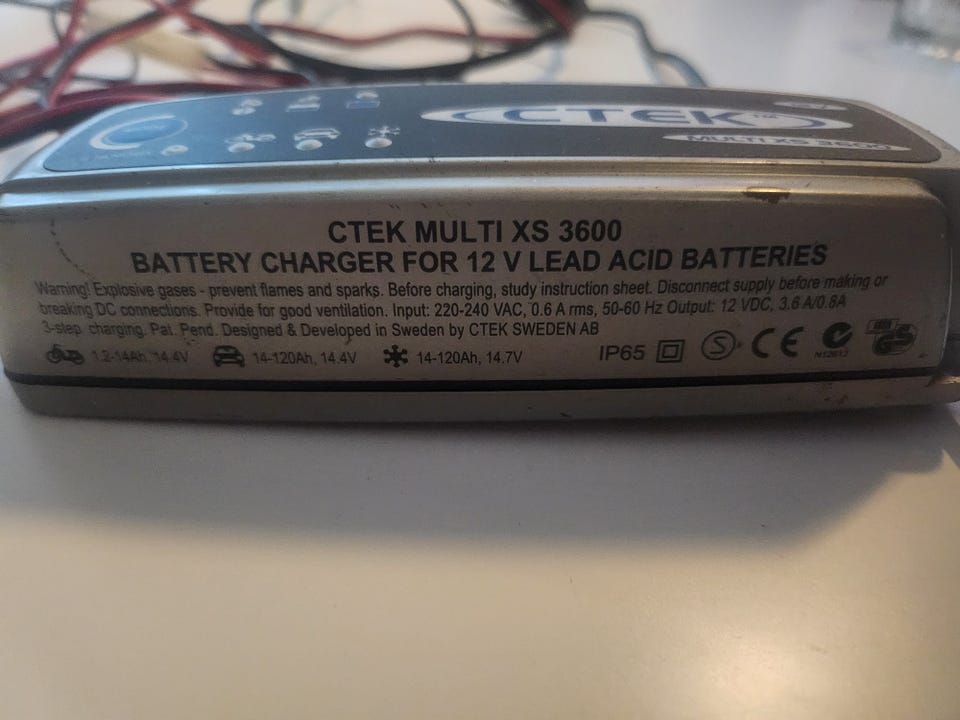 CTEK
MULTI XS 3600
CTEK MULTI XS 3600
BATTERY CHARGER FOR 12 V LEAD ACID BATTERIES
Warning! Explosive gases - prevent flames and sparks. Before charging, study instruction sheet. Disconnect supply before making or
breaking DC connections. Provide for good ventilation. Input: 220-240 VAC, 0.6 A rms, 50-60 Hz Output: 12 VDC, 3.6 A/0.8A
3-step charging. Pat. Pend. Designed & Developed in Sweden by CTEK SWEDEN AB
1.2-14Ah, 14.4V 14-120Ah, 14.4V 14-120Ah, 14.7V IP65 S CE N12612 GS